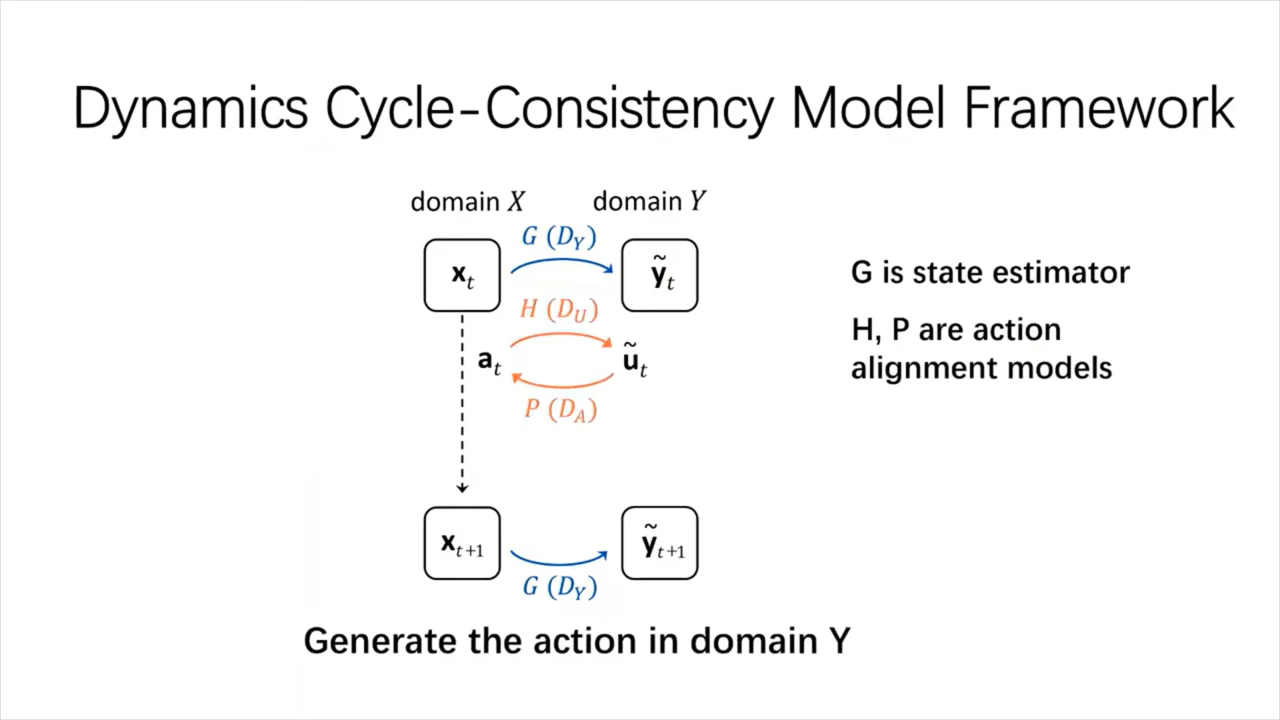 Dynamics Cycle-Consistency Model Framework
domain X domain Y
G (D_Y)
x_t ỹ_t
G is state estimator
H (D_U)
H, P are action
a_t ũ_t
alignment models
P (D_A)
x_{t+1} ỹ_{t+1}
G (D_Y)
Generate the action in domain Y